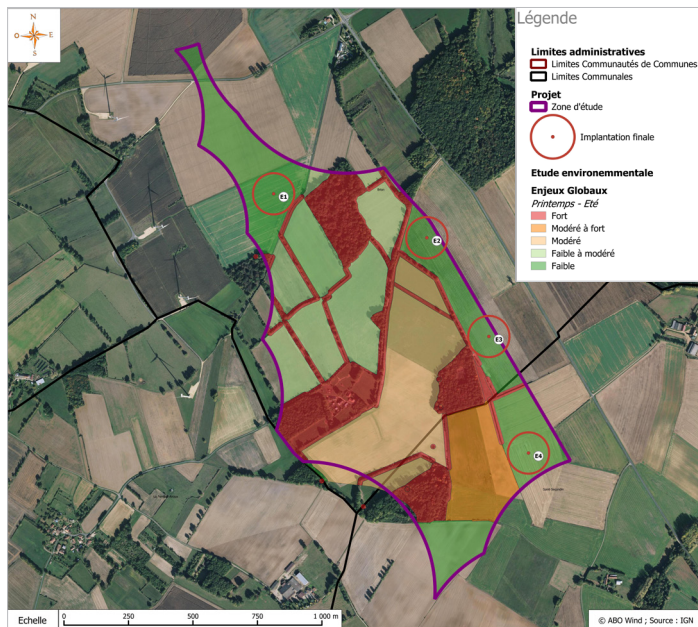 N
O
E
S
Légende
Limites administratives
Limites Communautés de Communes
Limites Communales
Projet
Zone d'étude
Implantation finale
Etude environemmentale
Enjeux Globaux
Printemps - Eté
Fort
Modéré à fort
Modéré
Faible à modéré
Faible
E1
E2
E3
E4
Echelle
0
250
500
750
1 000 m
© ABO Wind ; Source : IGN